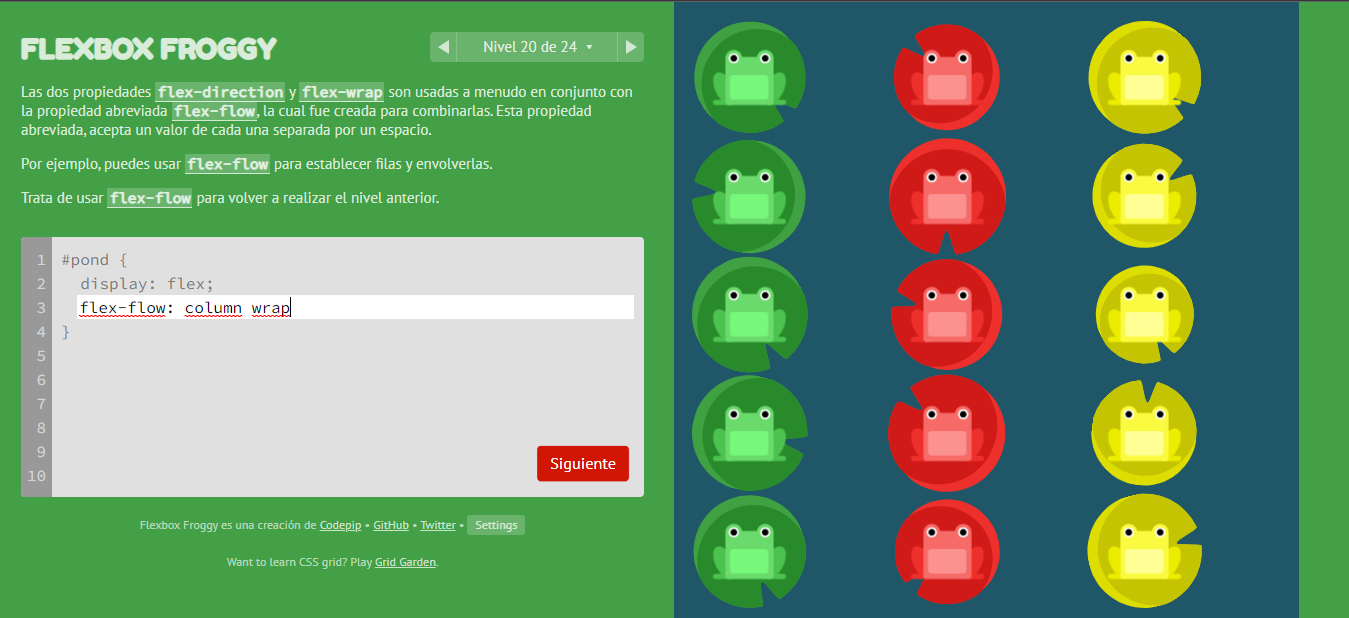 FLEXBOX FROGGY
◀ Nivel 20 de 24 ▾ ▶
Las dos propiedades flex-direction y flex-wrap son usadas a menudo en conjunto con
la propiedad abreviada flex-flow, la cual fue creada para combinarlas. Esta propiedad
abreviada, acepta un valor de cada una separada por un espacio.
Por ejemplo, puedes usar flex-flow para establecer filas y envolverlas.
Trata de usar flex-flow para volver a realizar el nivel anterior.
1 #pond {
2 display: flex;
3 flex-flow: column wrap
4 }
5
6
7
8
9
10
Siguiente
Flexbox Froggy es una creación de Codepip • GitHub • Twitter • Settings
Want to learn CSS grid? Play Grid Garden.